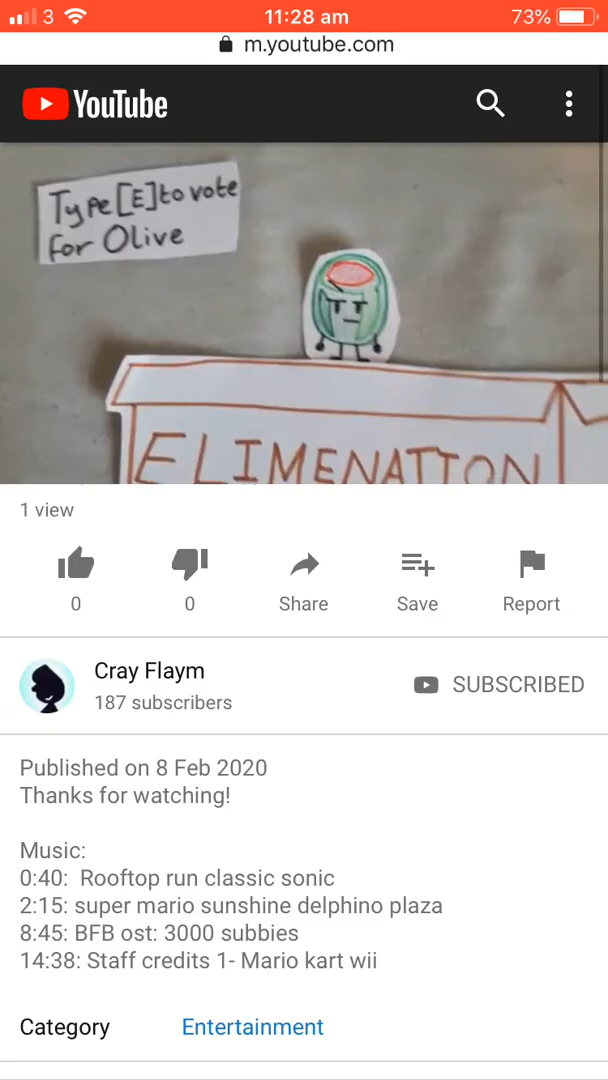 3 11:28 am 73%
m.youtube.com
YouTube
Type [E] to vote
for Olive
ELIMENATION
1 view
0 0 Share Save Report
Cray Flaym SUBSCRIBED
187 subscribers
Published on 8 Feb 2020
Thanks for watching!
Music:
0:40: Rooftop run classic sonic
2:15: super mario sunshine delphino plaza
8:45: BFB ost: 3000 subbies
14:38: Staff credits 1- Mario kart wii
Category Entertainment